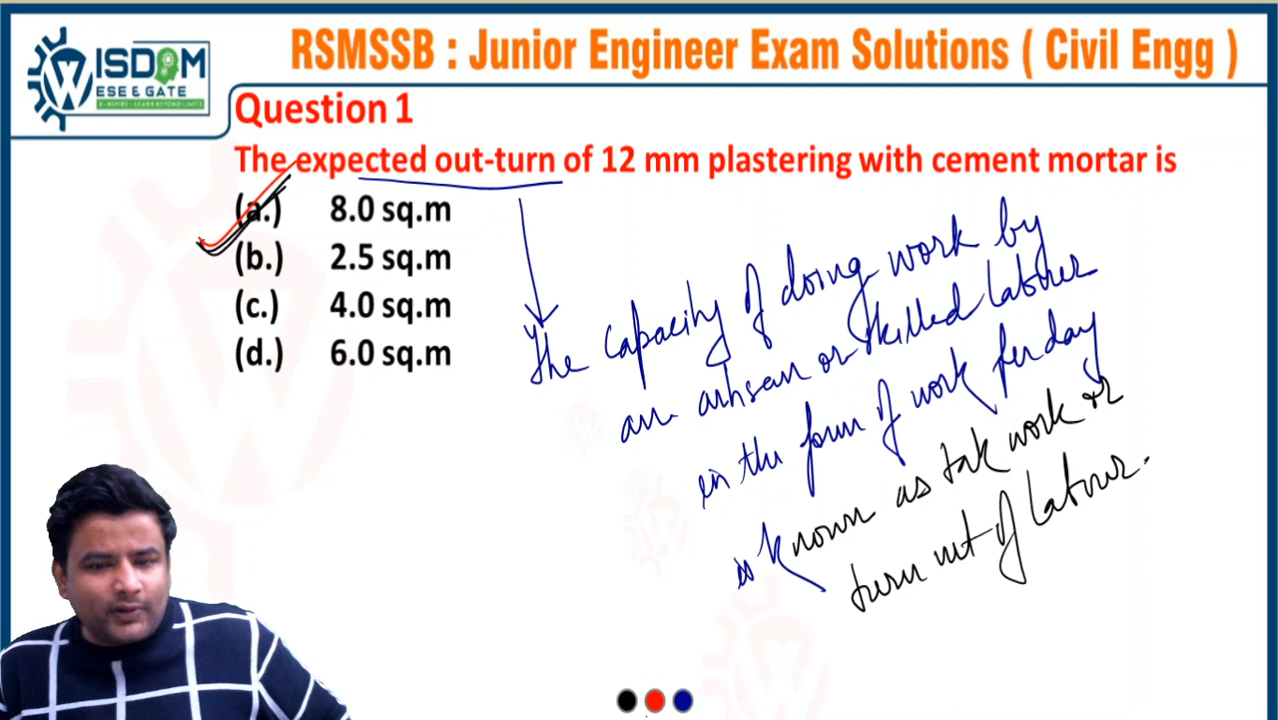 WISDOM
ESE & GATE
RSMSSB : Junior Engineer Exam Solutions ( Civil Engg )
Question 1
The expected out-turn of 12 mm plastering with cement mortar is
(a.) 8.0 sq.m
(b.) 2.5 sq.m
(c.) 4.0 sq.m
(d.) 6.0 sq.m
The capacity of doing work by
an artisan or skilled labour
in the form of work per day
is known as task work or
turn out of labour.